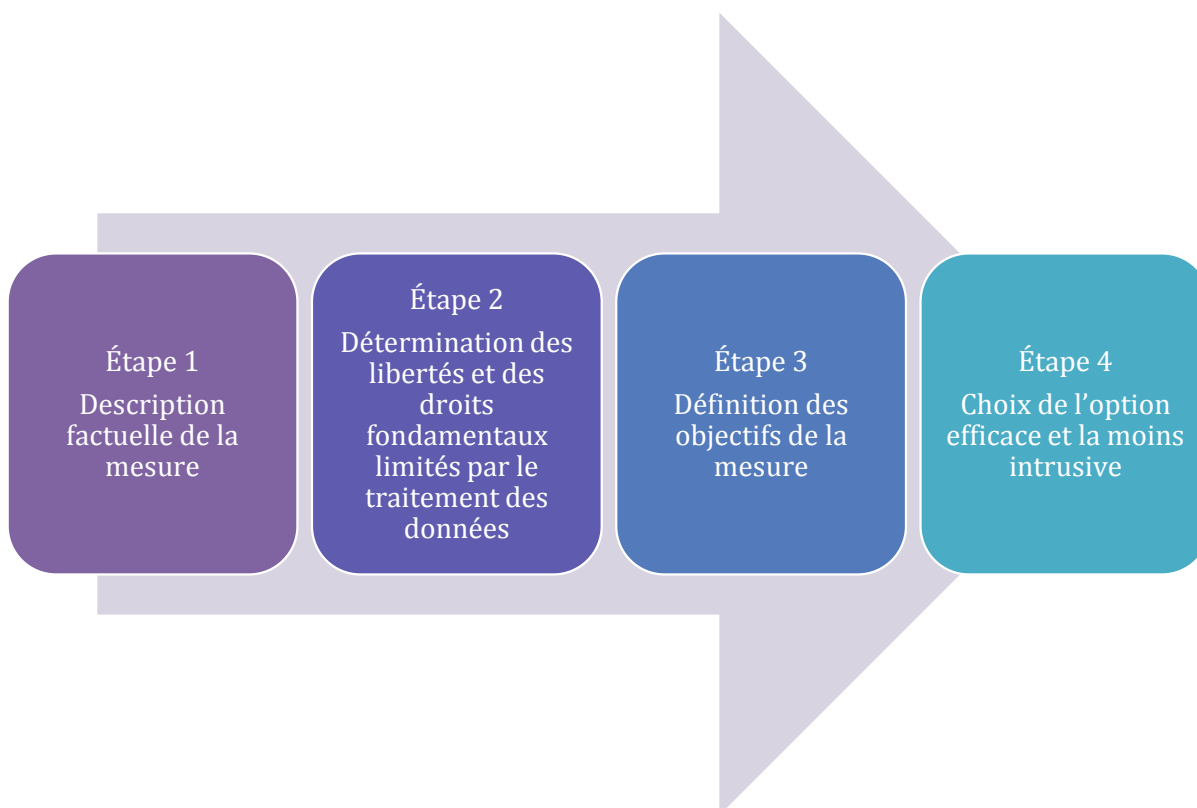 Étape 1
Description
factuelle de la
mesure
Étape 2
Détermination des
libertés et des
droits
fondamentaux
limités par le
traitement des
données
Étape 3
Définition des
objectifs de la
mesure
Étape 4
Choix de l’option
efficace et la moins
intrusive